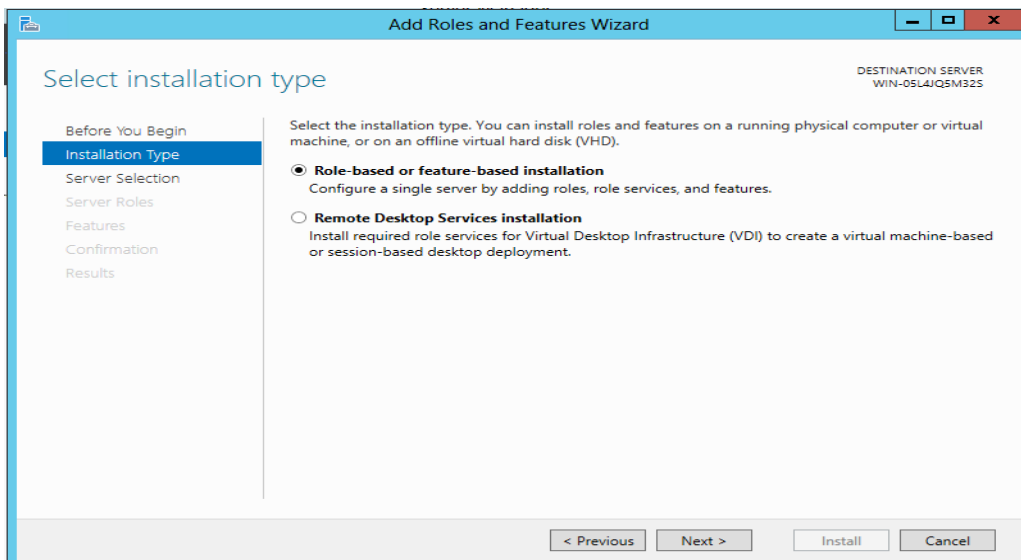 Add Roles and Features Wizard
Select installation type
DESTINATION SERVER
WIN-05L4JQ5M32S
Before You Begin
Installation Type
Server Selection
Server Roles
Features
Confirmation
Results
Select the installation type. You can install roles and features on a running physical computer or virtual
machine, or on an offline virtual hard disk (VHD).
Role-based or feature-based installation
Configure a single server by adding roles, role services, and features.
Remote Desktop Services installation
Install required role services for Virtual Desktop Infrastructure (VDI) to create a virtual machine-based
or session-based desktop deployment.
< Previous
Next >
Install
Cancel